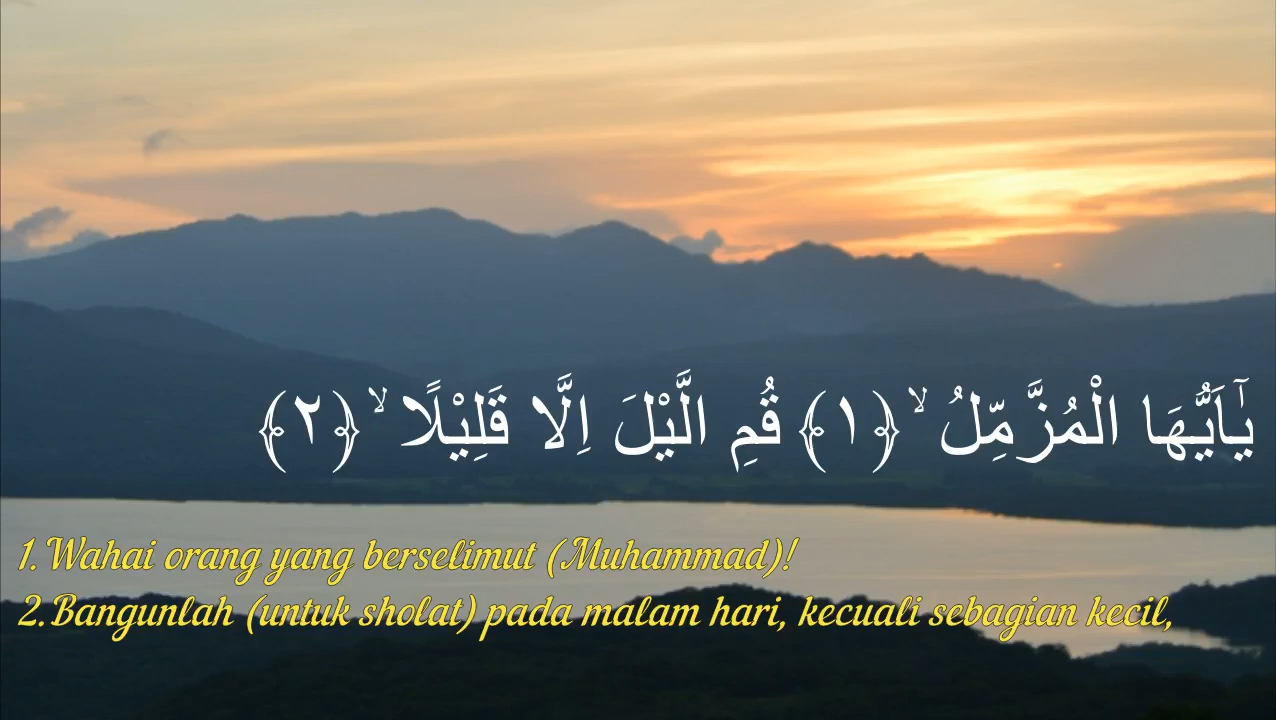 يٰٓاَيُّهَا الْمُزَّمِّلُ ۙ ﴿١﴾ قُمِ الَّيْلَ اِلَّا قَلِيْلًا ۙ ﴿٢﴾
1. Wahai orang yang berselimut (Muhammad)!
2. Bangunlah (untuk sholat) pada malam hari, kecuali sebagian kecil,